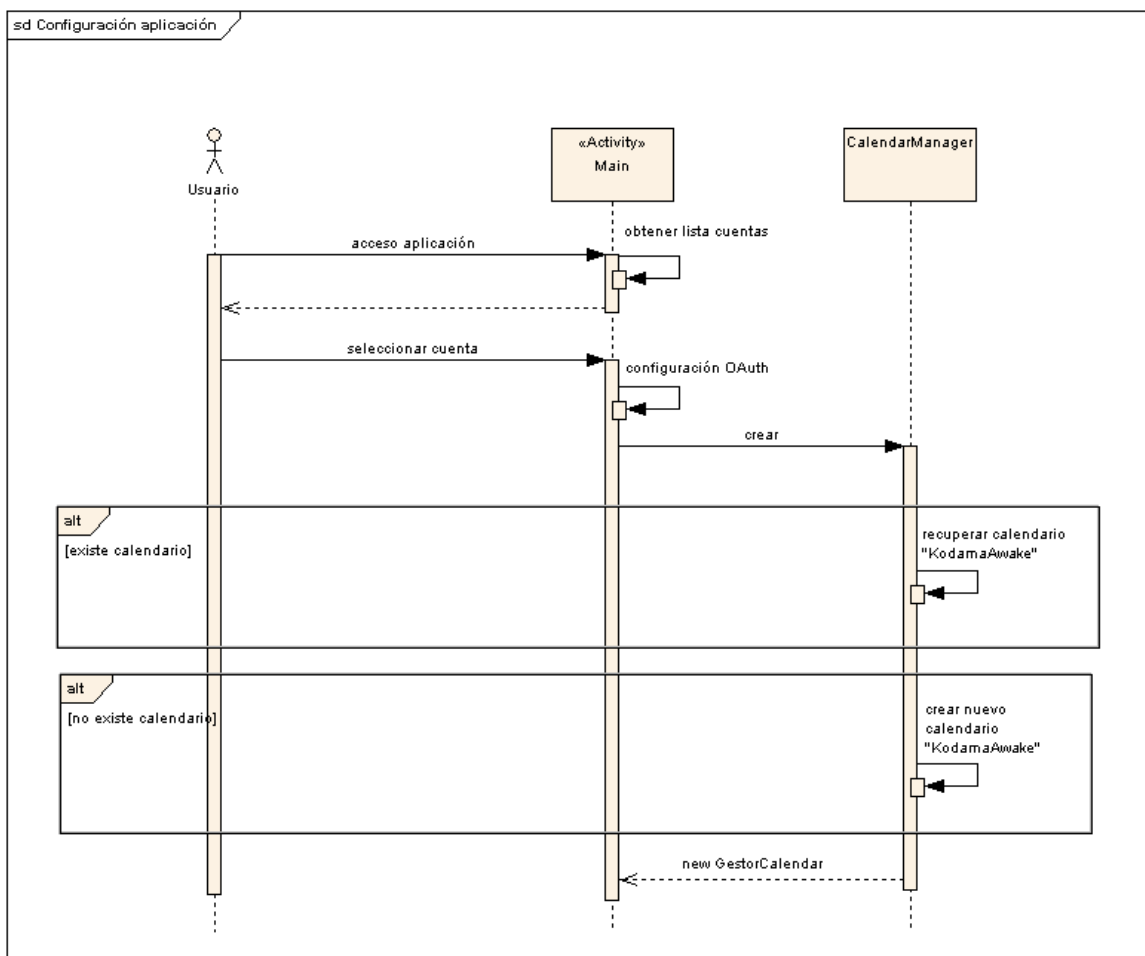 sd Configuración aplicación
Usuario
«Activity»
Main
CalendarManager
obtener lista cuentas
acceso aplicación
seleccionar cuenta
configuración OAuth
crear
alt
[existe calendario]
recuperar calendario
"KodamaAwake"
alt
[no existe calendario]
crear nuevo
calendario
"KodamaAwake"
new GestorCalendar